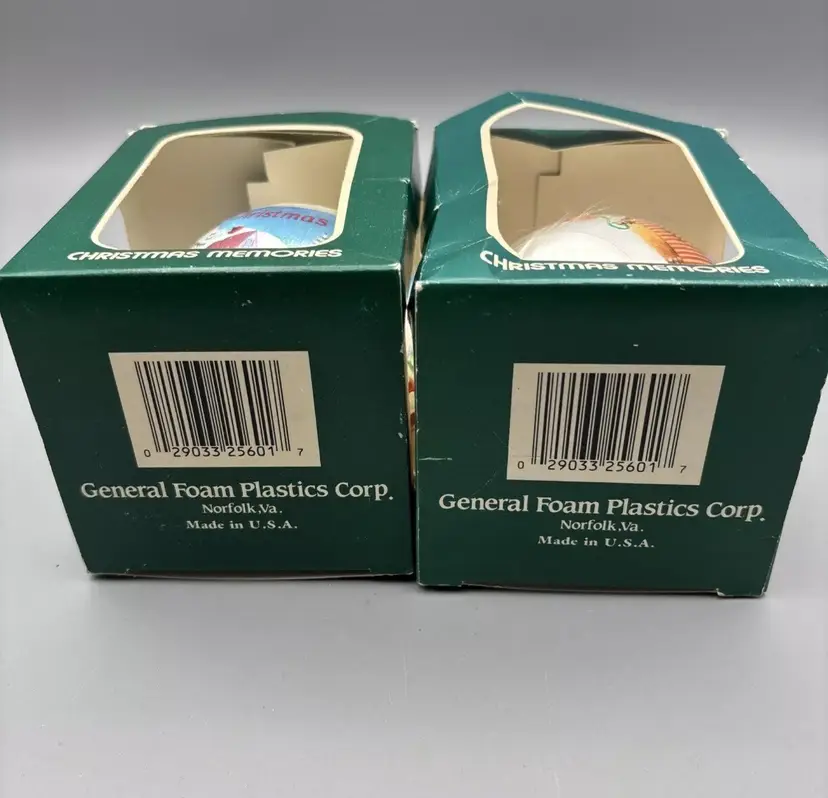 Christmas
CHRISTMAS MEMORIES
0 29033 25601 7
General Foam Plastics Corp.
Norfolk, Va.
Made in U.S.A.
CHRISTMAS MEMORIES
0 29033 25601 7
General Foam Plastics Corp.
Norfolk, Va.
Made in U.S.A.